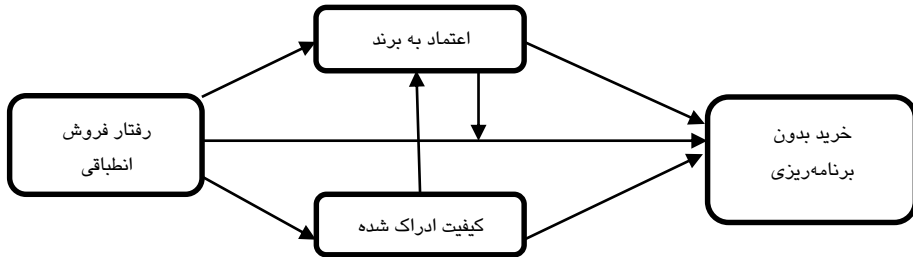 اعتماد به برند
رفتار فروش
انطباقی
خرید بدون
برنامه‌ریزی
کیفیت ادراک شده